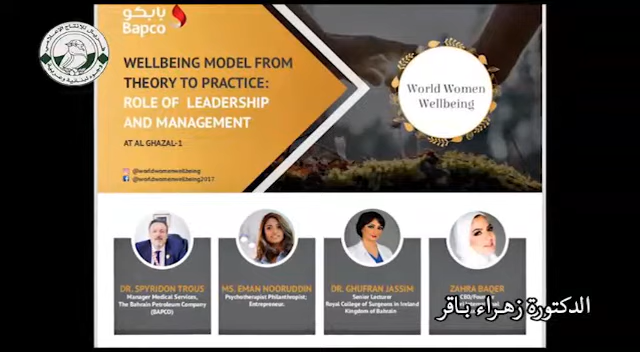 بابكو
Bapco
WELLBEING MODEL FROM
THEORY TO PRACTICE:
ROLE OF LEADERSHIP
AND MANAGEMENT
AT AL GHAZAL-1
@worldwomenwellbeing
@worldwomenwellbeing2017
World Women
Wellbeing
DR. SPYRIDON TROUS
Manager Medical Services,
The Bahrain Petroleum Company
(BAPCO)
MS. EMAN NOORUDDIN
Psychotherapist Philanthropist;
Entrepreneur.
DR. GHUFRAN JASSIM
Senior Lecturer
Royal College of Surgeons in Ireland
Kingdom of Bahrain
ZAHRA BAQER
CEO/Founder
الدكتورة زهراء باقر